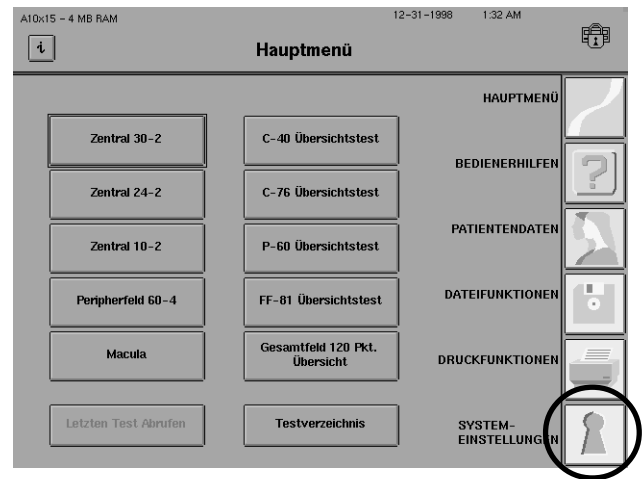 A10x15 - 4 MB RAM
12-31-1998 1:32 AM
i
Hauptmenü
HAUPTMENÜ
Zentral 30-2
C-40 Übersichtstest
BEDIENERHILFEN
Zentral 24-2
C-76 Übersichtstest
PATIENTENDATEN
Zentral 10-2
P-60 Übersichtstest
DATEIFUNKTIONEN
Peripherfeld 60-4
FF-81 Übersichtstest
Macula
Gesamtfeld 120 Pkt.
Übersicht
DRUCKFUNKTIONEN
Letzten Test Abrufen
Testverzeichnis
SYSTEM-
EINSTELLUNGEN